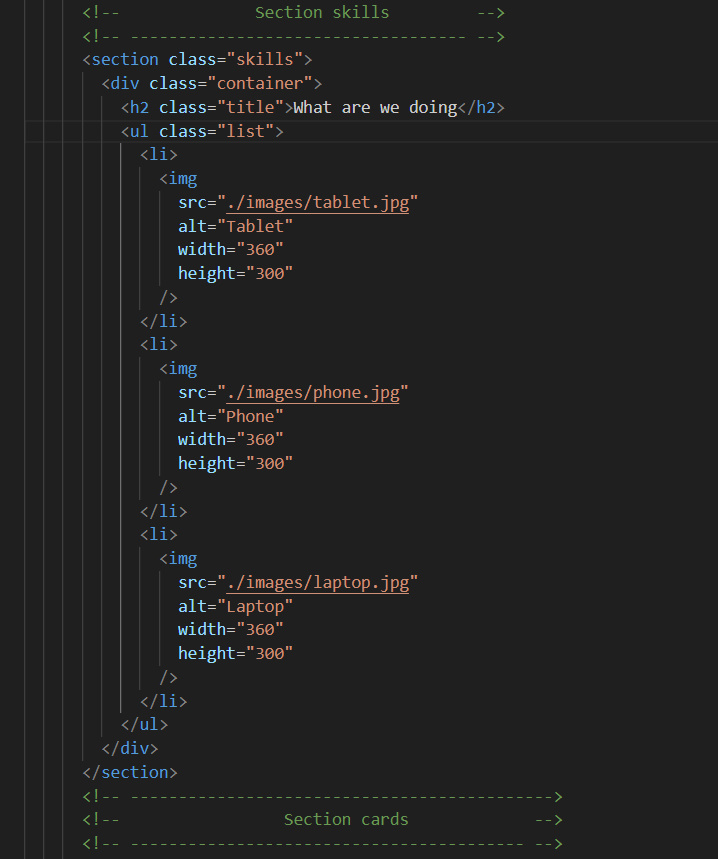 <!--              Section skills         -->
<!-- ----------------------------------- -->
<section class="skills">
<div class="container">
<h2 class="title">What are we doing</h2>
<ul class="list">
<li>
<img
src="./images/tablet.jpg"
alt="Tablet"
width="360"
height="300"
/>
</li>
<li>
<img
src="./images/phone.jpg"
alt="Phone"
width="360"
height="300"
/>
</li>
<li>
<img
src="./images/laptop.jpg"
alt="Laptop"
width="360"
height="300"
/>
</li>
</ul>
</div>
</section>
<!-- -------------------------------------------->
<!--                 Section cards             -->
<!-- ----------------------------------------- -->